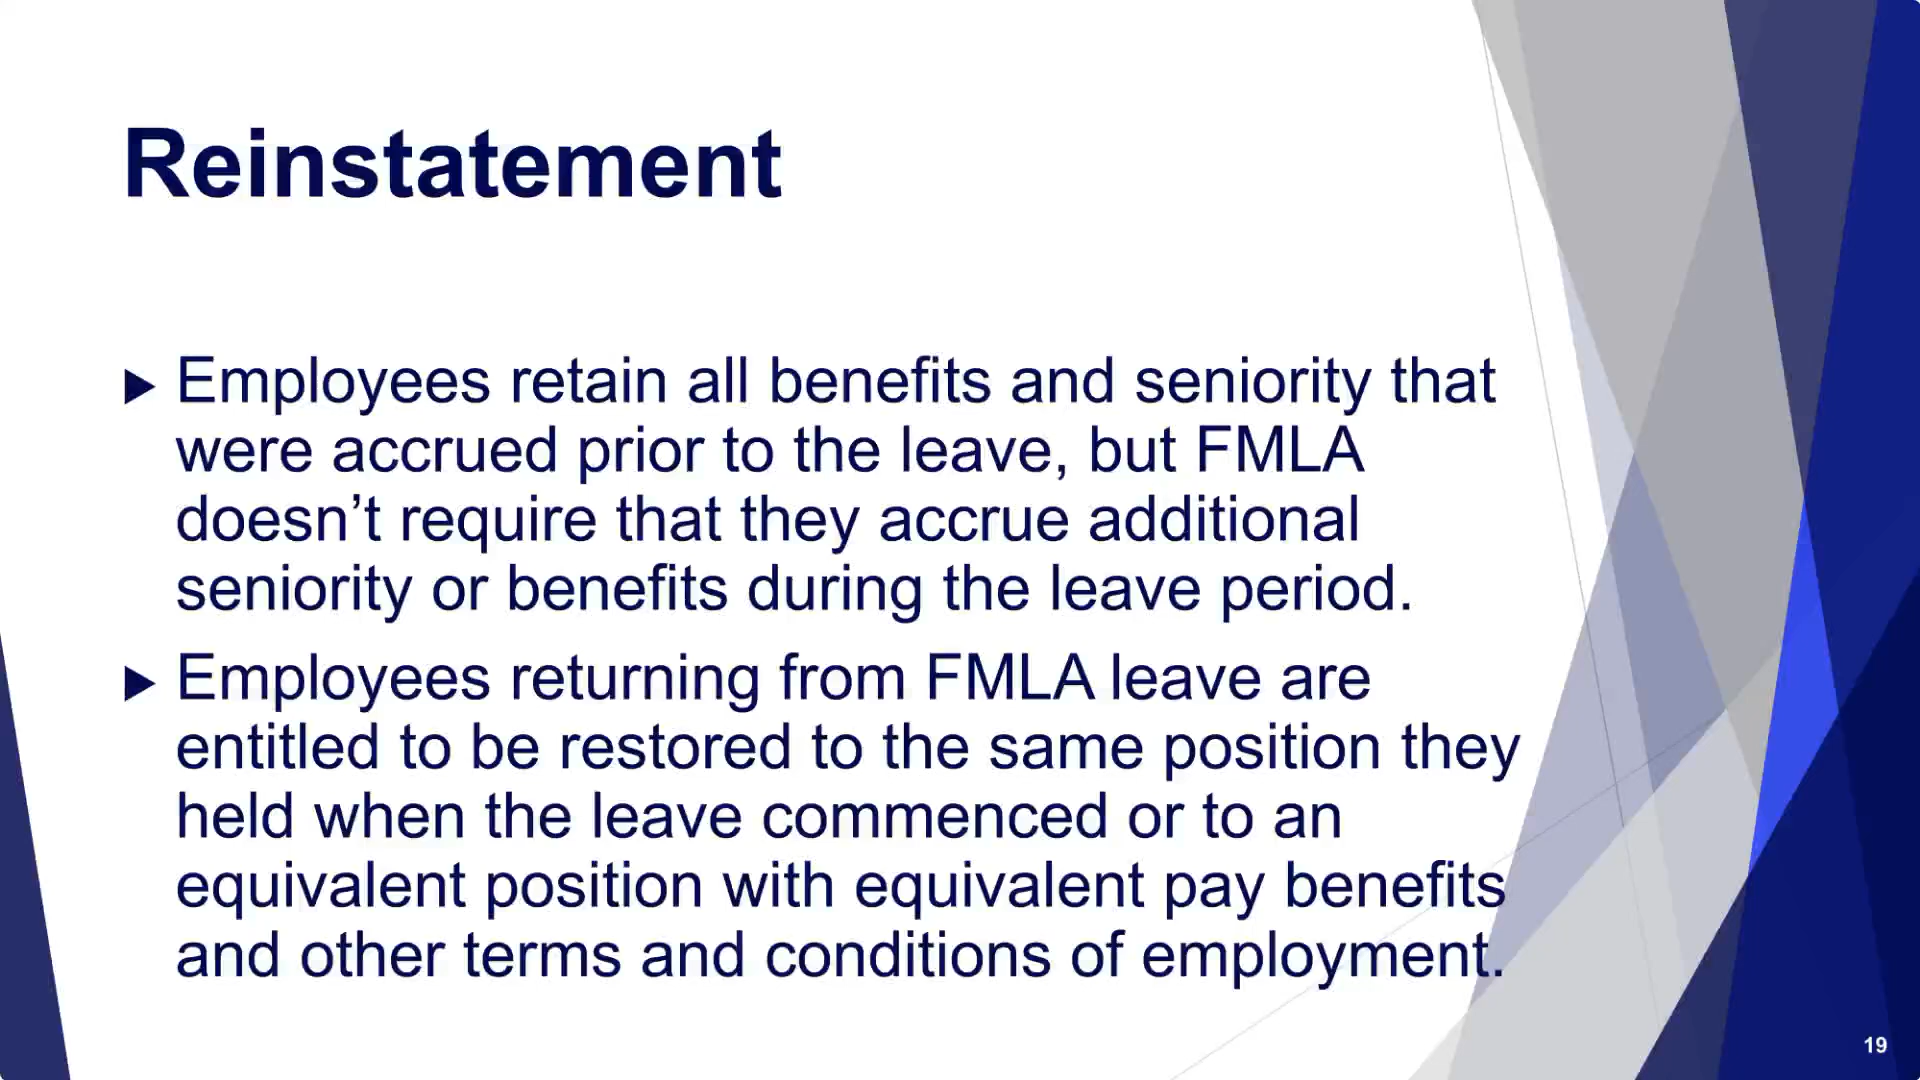 Reinstatement
▶ Employees retain all benefits and seniority that
were accrued prior to the leave, but FMLA
doesn’t require that they accrue additional
seniority or benefits during the leave period.
▶ Employees returning from FMLA leave are
entitled to be restored to the same position they
held when the leave commenced or to an
equivalent position with equivalent pay benefits
and other terms and conditions of employment.
19